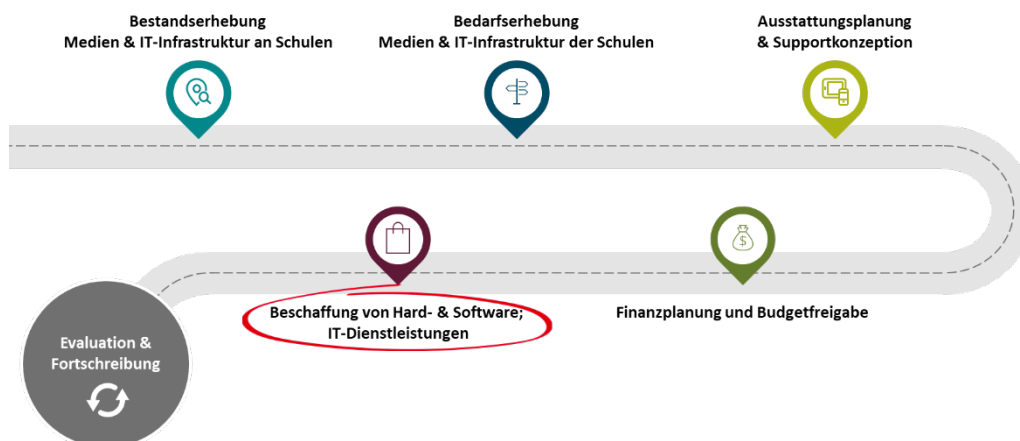 Bestandserhebung
Medien & IT-Infrastruktur an Schulen
Bedarfserhebung
Medien & IT-Infrastruktur der Schulen
Ausstattungsplanung
& Supportkonzeption
$
Finanzplanung und Budgetfreigabe
Beschaffung von Hard- & Software;
IT-Dienstleistungen
Evaluation &
Fortschreibung